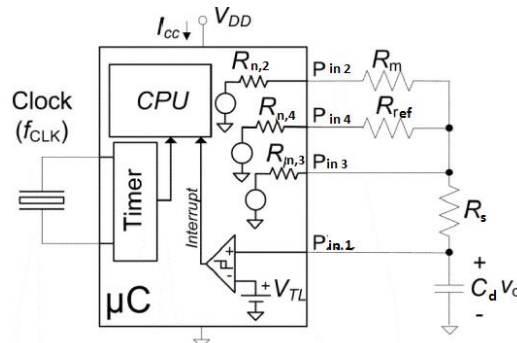 I_cc V_DD
R_n,2 P_in 2 R_m
CPU
Clock
(f_CLK)
R_n,4 P_in 4 R_ref
R_in,3 P_in 3
Timer
Interrupt
R_s
P_in.1
+
-
+ V_TL
μC
+
C_d v_c
-